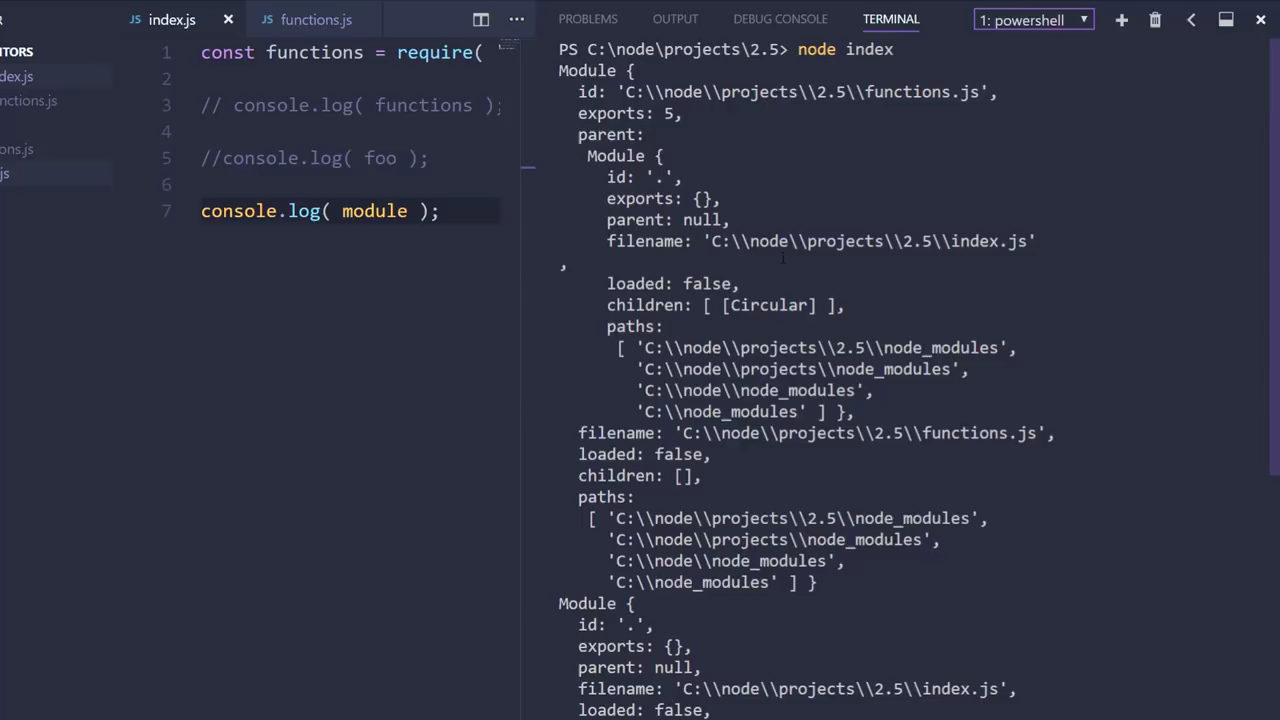 index.js
functions.js
PROBLEMS
OUTPUT
DEBUG CONSOLE
TERMINAL
1: powershell
ITORS
dex.js
nctions.js
ons.js
js
1 const functions = require(
2
3 // console.log( functions );
4
5 //console.log( foo );
6
7 console.log( module );
PS C:\node\projects\2.5> node index
Module {
id: 'C:\\node\\projects\\2.5\\functions.js',
exports: 5,
parent:
Module {
id: '.',
exports: {},
parent: null,
filename: 'C:\\node\\projects\\2.5\\index.js'
,
loaded: false,
children: [ [Circular] ],
paths:
[ 'C:\\node\\projects\\2.5\\node_modules',
'C:\\node\\projects\\node_modules',
'C:\\node\\node_modules',
'C:\\node_modules' ] },
filename: 'C:\\node\\projects\\2.5\\functions.js',
loaded: false,
children: [],
paths:
[ 'C:\\node\\projects\\2.5\\node_modules',
'C:\\node\\projects\\node_modules',
'C:\\node\\node_modules',
'C:\\node_modules' ] }
Module {
id: '.',
exports: {},
parent: null,
filename: 'C:\\node\\projects\\2.5\\index.js',
loaded: false,